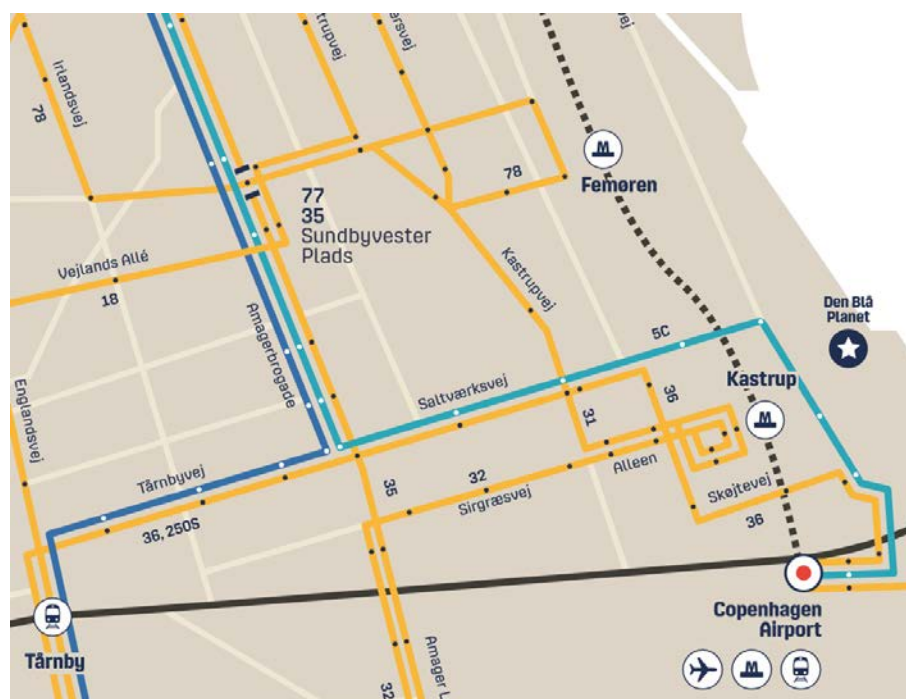 trupvej
ersvej
Irlandsvej
78
78
Femøren
77
35
Sundbyvester
Plads
Vejlands Allé
18
Kastrupvej
Amagerbrogade
5C
Den Blå
Planet
Englandsvej
Saltværksvej
Kastrup
36
31
Tårnbyvej
35
32
Alleen
Sirgræsvej
Skøjtevej
36
36, 250S
Copenhagen
Airport
Tårnby
32
Amager L